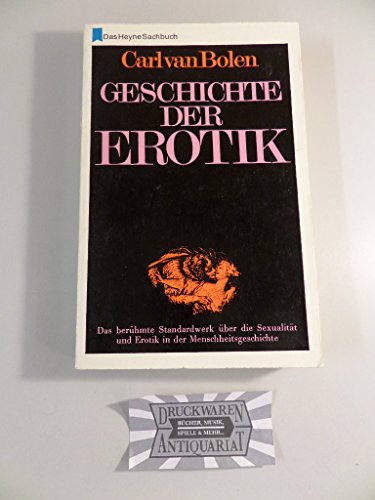 Das Heyne Sachbuch
Carl van Bolen
GESCHICHTE
DER
EROTIK
Das berühmte Standardwerk über die Sexualität
und Erotik in der Menschheitsgeschichte
DRUCKWAREN
BÜCHER, MUSIK,
SPIELE & MEHR...
ANTIQUARIAT